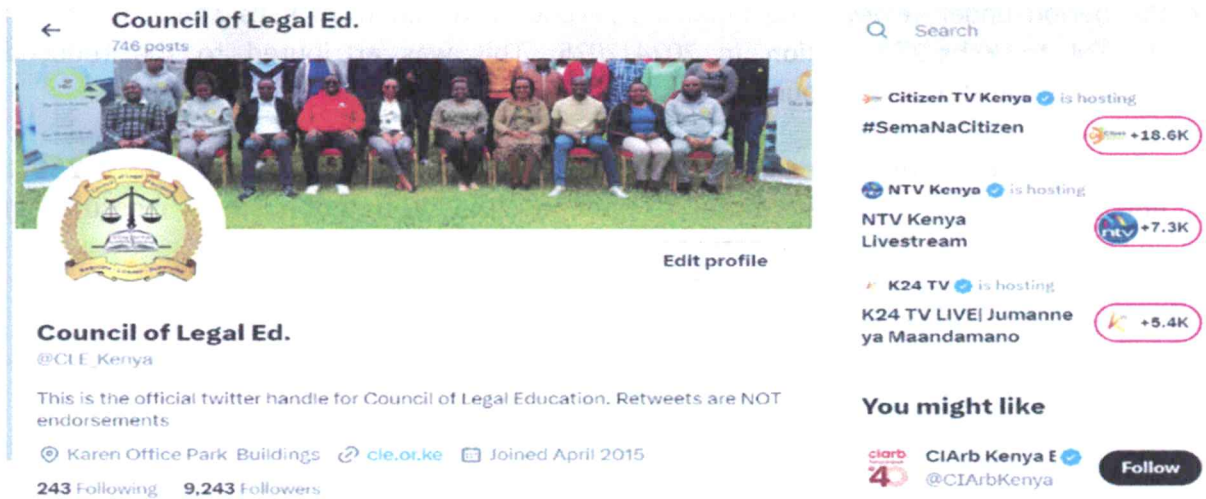 Council of Legal Ed.
746 posts
Edit profile
Council of Legal Ed.
@CLE_Kenya
This is the official twitter handle for Council of Legal Education. Retweets are NOT
endorsements
Karen Office Park Buildings cle.or.ke Joined April 2015
243 Following 9,243 Followers
Search
Citizen TV Kenya is hosting
#SemaNaCitizen
+18.6K
NTV Kenya is hosting
NTV Kenya
Livestream
ntv +7.3K
K24 TV is hosting
K24 TV LIVE| Jumanne
ya Maandamano
+5.4K
You might like
ciarb
40
CIArb Kenya
@CIArbKenya
Follow